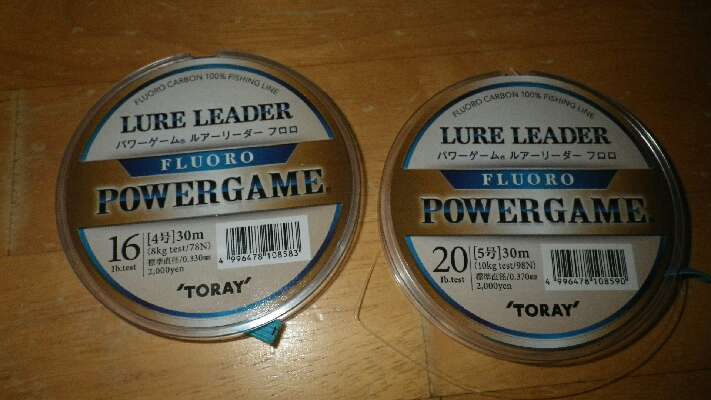 FLUORO CARBON 100% FISHING LINE
LURE LEADER
パワーゲーム® ルアーリーダー フロロ
FLUORO
POWERGAME®
16 lb.test
[4号]30m
(8kg test/78N)
標準直径/0.330mm
2,000yen
4 996478 108583
'TORAY'
FLUORO CARBON 100% FISHING LINE
LURE LEADER
パワーゲーム® ルアーリーダー フロロ
FLUORO
POWERGAME®
20 lb.test
[5号]30m
(10kg test/98N)
標準直径/0.370mm
2,000yen
4 996478 108590
'TORAY'